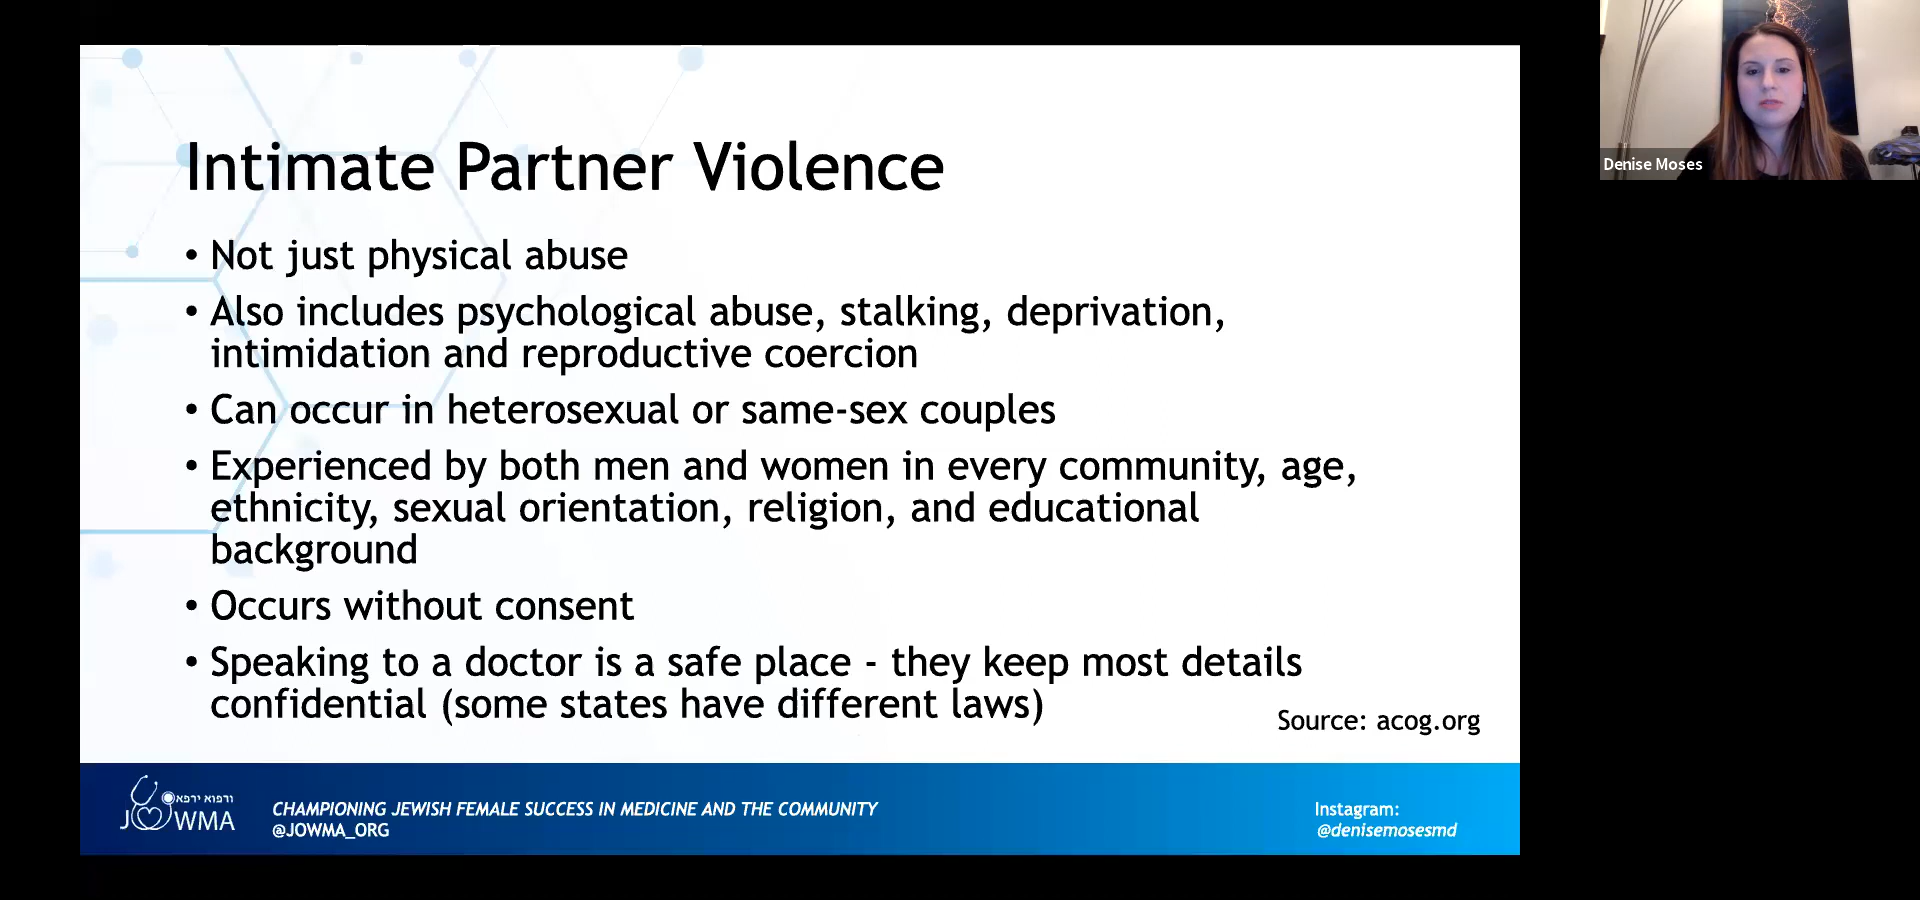 Intimate Partner Violence
• Not just physical abuse
• Also includes psychological abuse, stalking, deprivation,
intimidation and reproductive coercion
• Can occur in heterosexual or same-sex couples
• Experienced by both men and women in every community, age,
ethnicity, sexual orientation, religion, and educational
background
• Occurs without consent
• Speaking to a doctor is a safe place - they keep most details
confidential (some states have different laws)
Source: acog.org
ורפוא ירפא
JOWMA
CHAMPIONING JEWISH FEMALE SUCCESS IN MEDICINE AND THE COMMUNITY
@JOWMA_ORG
Instagram:
@denisemosesmd
Denise Moses